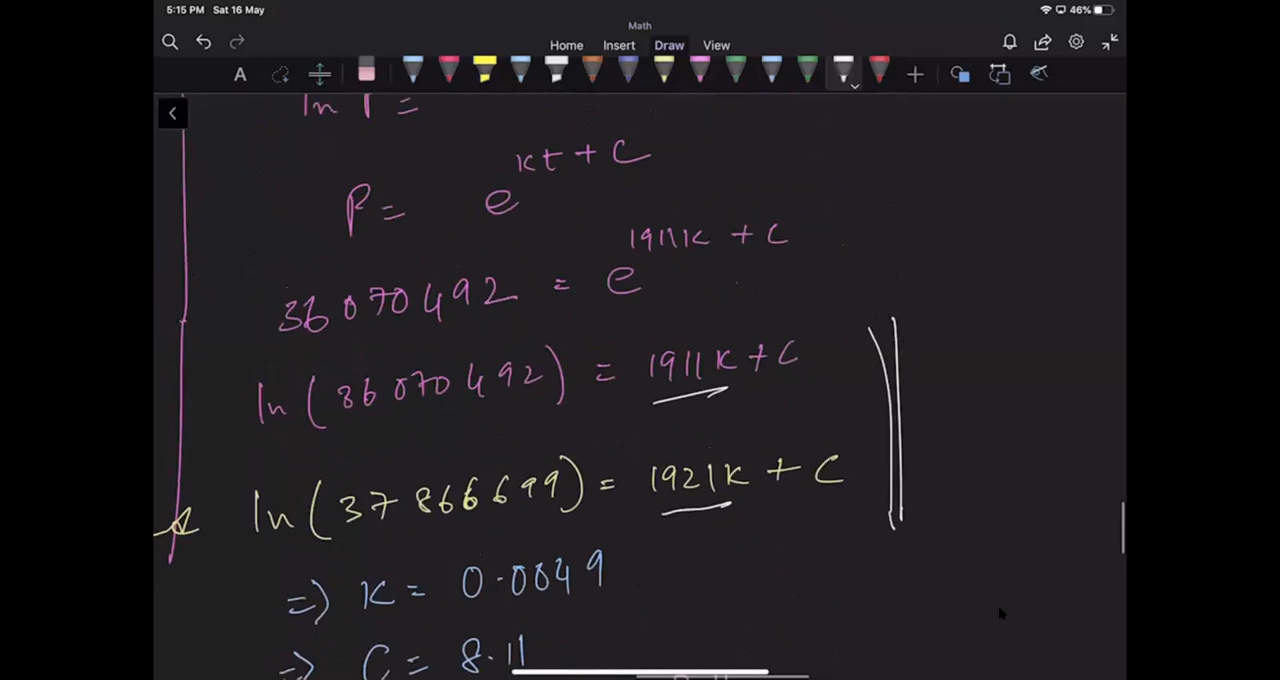 5:15 PM Sat 16 May
46%
Math
Home Insert Draw View
A
ln P =
P = e^kt + C
36070492 = e^1911k + C
ln(36070492) = 1911k + C
ln(37866699) = 1921k + C
=) K = 0.0049
=) C = 8.11